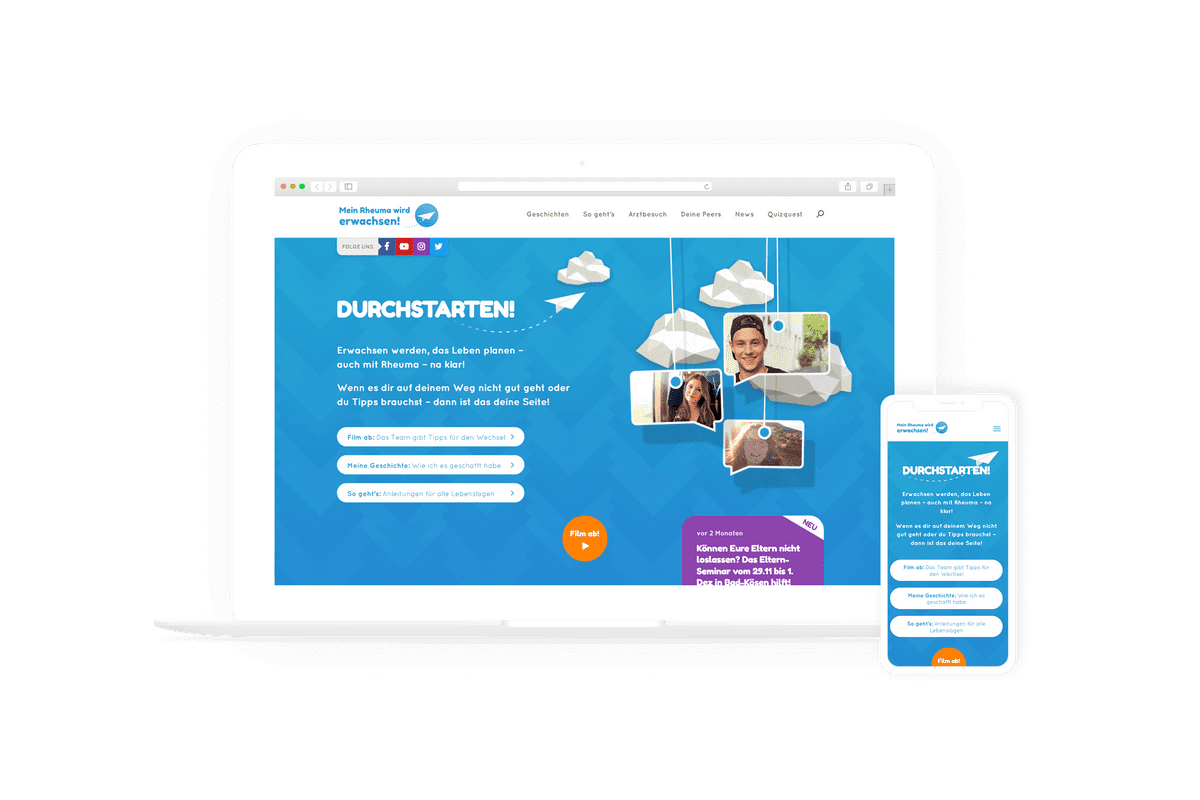 Mein Rheuma wird
erwachsen!
Geschichten So geht's Arztbesuch Deine Peers News Quizquest
FOLGE UNS
DURCHSTARTEN!
Erwachsen werden, das Leben planen –
auch mit Rheuma – na klar!
Wenn es dir auf deinem Weg nicht gut geht oder
du Tipps brauchst – dann ist das deine Seite!
Film ab: Das Team gibt Tipps für den Wechsel
Meine Geschichte: Wie ich es geschafft habe
So geht's: Anleitungen für alle Lebenslagen
Film ab!
NEU
vor 2 Monaten
Können Eure Eltern nicht
loslassen? Das Eltern-
Seminar vom 29.11 bis 1.
Dez in Bad-Kösen hilft!
Mein Rheuma wird
erwachsen!
DURCHSTARTEN!
Erwachsen werden, das Leben
planen – auch mit Rheuma – na
klar!
Wenn es dir auf deinem Weg nicht
gut geht oder du Tipps brauchst –
dann ist das deine Seite!
Film ab: Das Team gibt Tipps für
den Wechsel
Meine Geschichte: Wie ich es
geschafft habe
So geht's: Anleitungen für alle
Lebenslagen
Film ab!